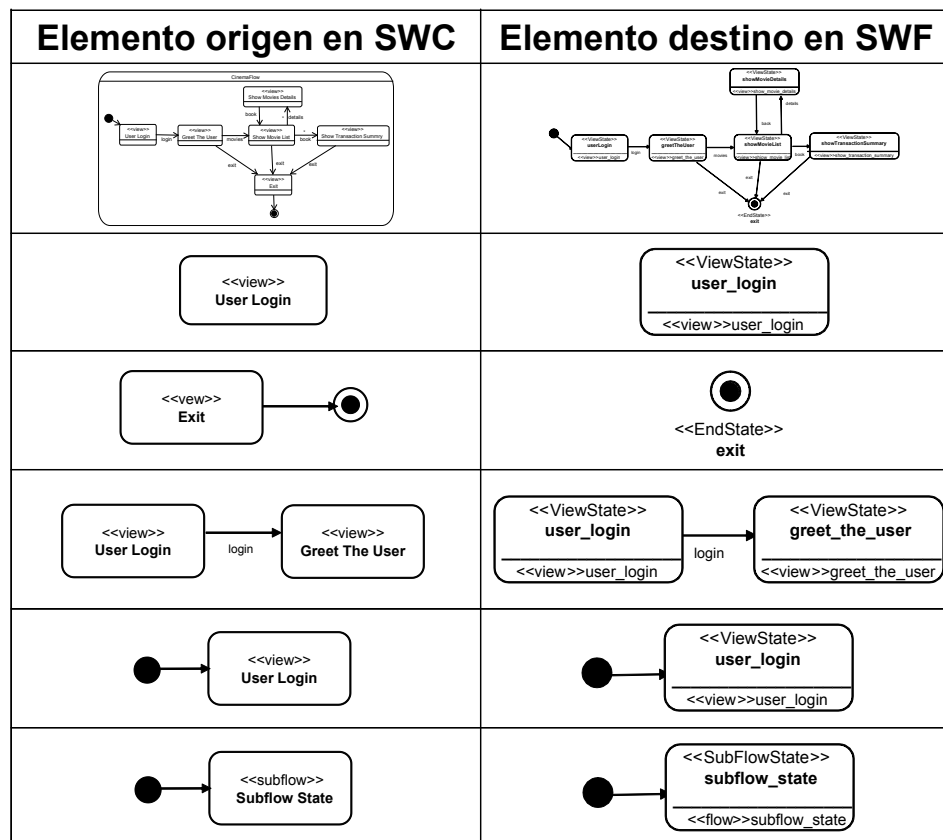 Elemento origen en SWC
Elemento destino en SWF
CinemaFlow
<<view>>
Show Movies Details
book
details
*
<<view>>
User Login
login
<<view>>
Greet The User
movies
<<view>>
Show Movie List
*
book
<<view>>
Show Transaction Summry
exit
exit
exit
<<view>>
Exit
<<ViewState>>
showMovieDetails
<<view>>show_movie_details
back
details
<<ViewState>>
userLogin
<<view>>user_login
login
<<ViewState>>
greetTheUser
<<view>>greet_the_user
movies
<<ViewState>>
showMovieList
<<view>>show_movie_list
book
<<ViewState>>
showTransactionSummary
<<view>>show_transaction_summary
exit
exit
exit
<<EndState>>
exit
<<view>>
User Login
<<ViewState>>
user_login
<<view>>user_login
<<vew>>
Exit
<<EndState>>
exit
<<view>>
User Login
login
<<view>>
Greet The User
<<ViewState>>
user_login
<<view>>user_login
login
<<ViewState>>
greet_the_user
<<view>>greet_the_user
<<view>>
User Login
<<ViewState>>
user_login
<<view>>user_login
<<subflow>>
Subflow State
<<SubFlowState>>
subflow_state
<<flow>>subflow_state